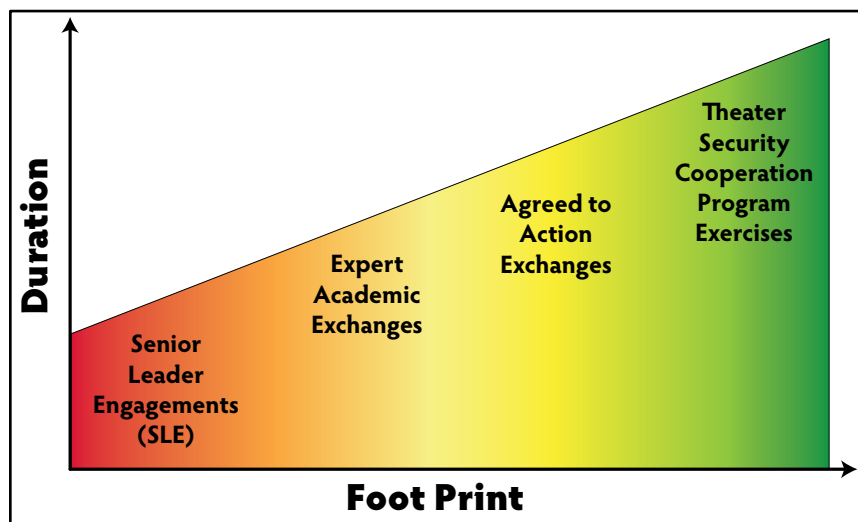 Duration
Senior
Leader
Engagements
(SLE)
Expert
Academic
Exchanges
Agreed to
Action
Exchanges
Theater
Security
Cooperation
Program
Exercises
Foot Print